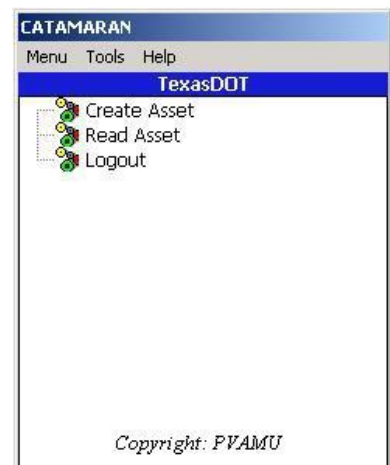 CATAMARAN
Menu Tools Help
TexasDOT
Create Asset
Read Asset
Logout
Copyright: PVAMU